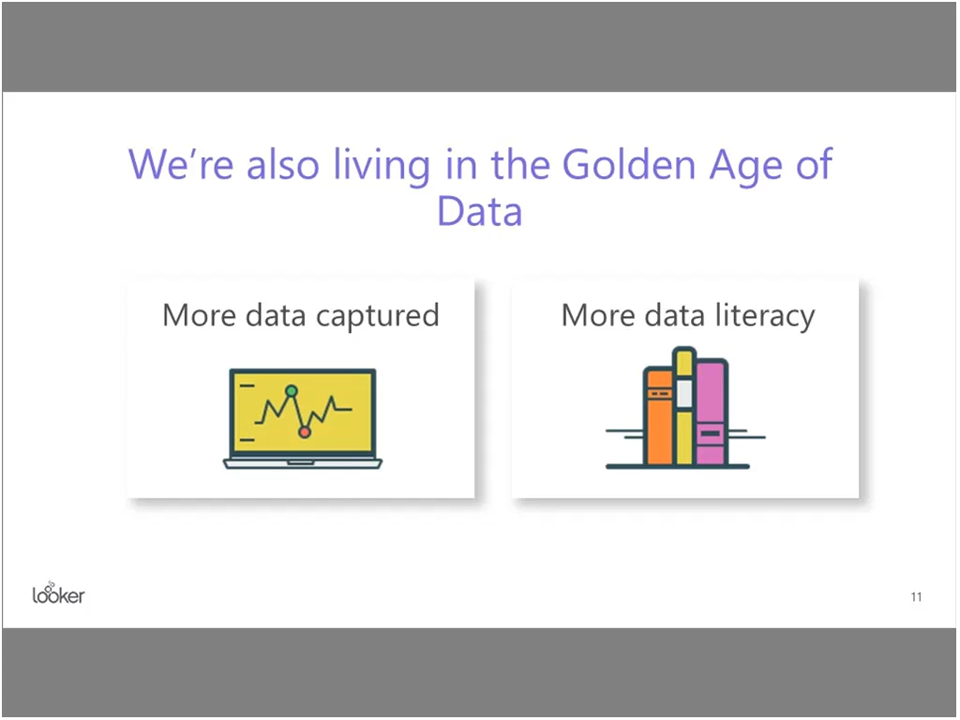 We're also living in the Golden Age of
Data
More data captured
More data literacy
looker
11